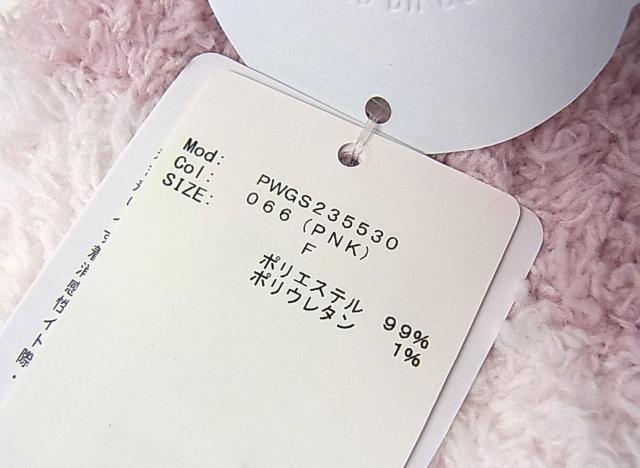 Mod: PWGS235530
Col: 066 (PNK)
SIZE: F
ポリエステル 99%
ポリウレタン 1%